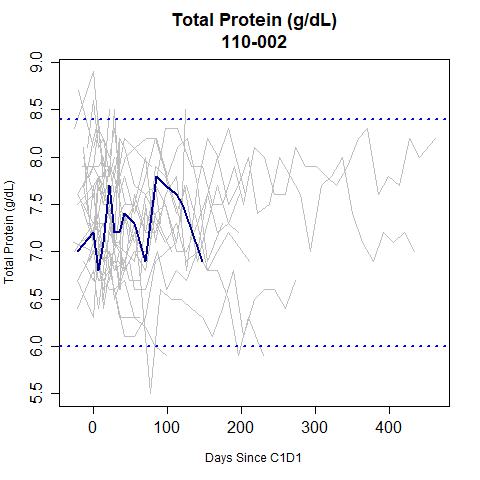 Total Protein (g/dL)
110-002
Total Protein (g/dL)
9.0
8.5
8.0
7.5
7.0
6.5
6.0
5.5
0 100 200 300 400
Days Since C1D1